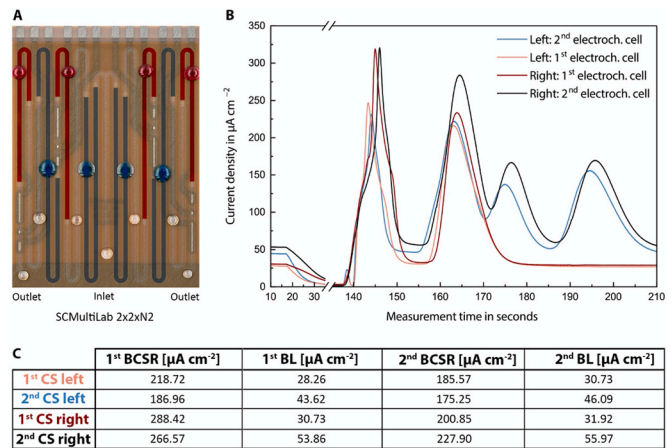 A
Outlet Inlet Outlet
SCMultiLab 2x2xN2
B
Current density in µA cm⁻²
350
300
250
200
150
100
50
0
Left: 2nd electroch. cell
Left: 1st electroch. cell
Right: 1st electroch. cell
Right: 2nd electroch. cell
10 20 30 140 150 160 170 180 190 200 210
Measurement time in seconds
C
1st BCSR [µA cm⁻²] 1st BL [µA cm⁻²] 2nd BCSR [µA cm⁻²] 2nd BL [µA cm⁻²]
1st CS left 218.72 28.26 185.57 30.73
2nd CS left 186.96 43.62 175.25 46.09
1st CS right 288.42 30.73 200.85 31.92
2nd CS right 266.57 53.86 227.90 55.97